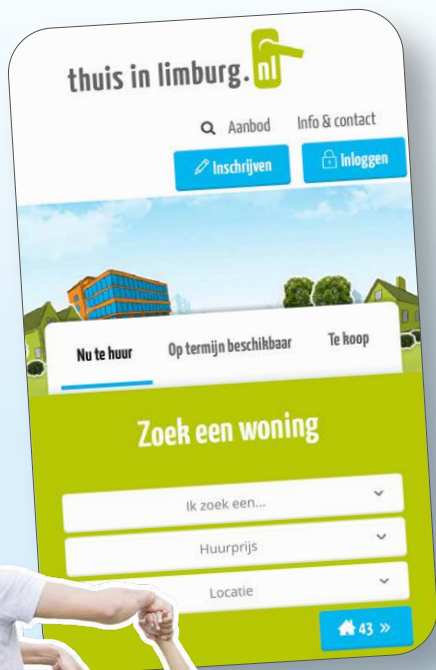 thuis in limburg.nl
Aanbod Info & contact
Inschrijven Inloggen
Nu te huur Op termijn beschikbaar Te koop
Zoek een woning
Ik zoek een...
Huurprijs
Locatie
43 »